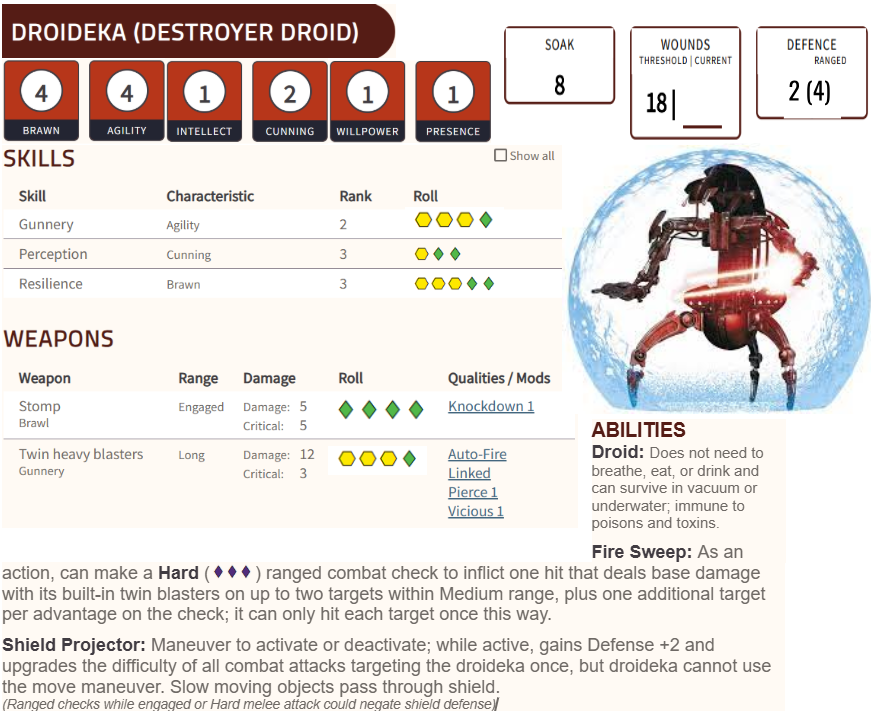 DROIDEKA (DESTROYER DROID)
SOAK
8
WOUNDS
THRESHOLD | CURRENT
18
DEFENCE
RANGED
2 (4)
4
BRAWN
4
AGILITY
1
INTELLECT
2
CUNNING
1
WILLPOWER
1
PRESENCE
SKILLS
Show all
Skill Characteristic Rank Roll
Gunnery Agility 2
Perception Cunning 3
Resilience Brawn 3
WEAPONS
Weapon Range Damage Roll Qualities / Mods
Stomp Engaged Damage: 5 Knockdown 1
Brawl Critical: 5
Twin heavy blasters Long Damage: 12 Auto-Fire
Gunnery Critical: 3 Linked
Pierce 1
Vicious 1
ABILITIES
Droid: Does not need to
breathe, eat, or drink and
can survive in vacuum or
underwater; immune to
poisons and toxins.
Fire Sweep: As an
action, can make a Hard (♦♦♦) ranged combat check to inflict one hit that deals base damage
with its built-in twin blasters on up to two targets within Medium range, plus one additional target
per advantage on the check; it can only hit each target once this way.
Shield Projector: Maneuver to activate or deactivate; while active, gains Defense +2 and
upgrades the difficulty of all combat attacks targeting the droideka once, but droideka cannot use
the move maneuver. Slow moving objects pass through shield.
(Ranged checks while engaged or Hard melee attack could negate shield defense)